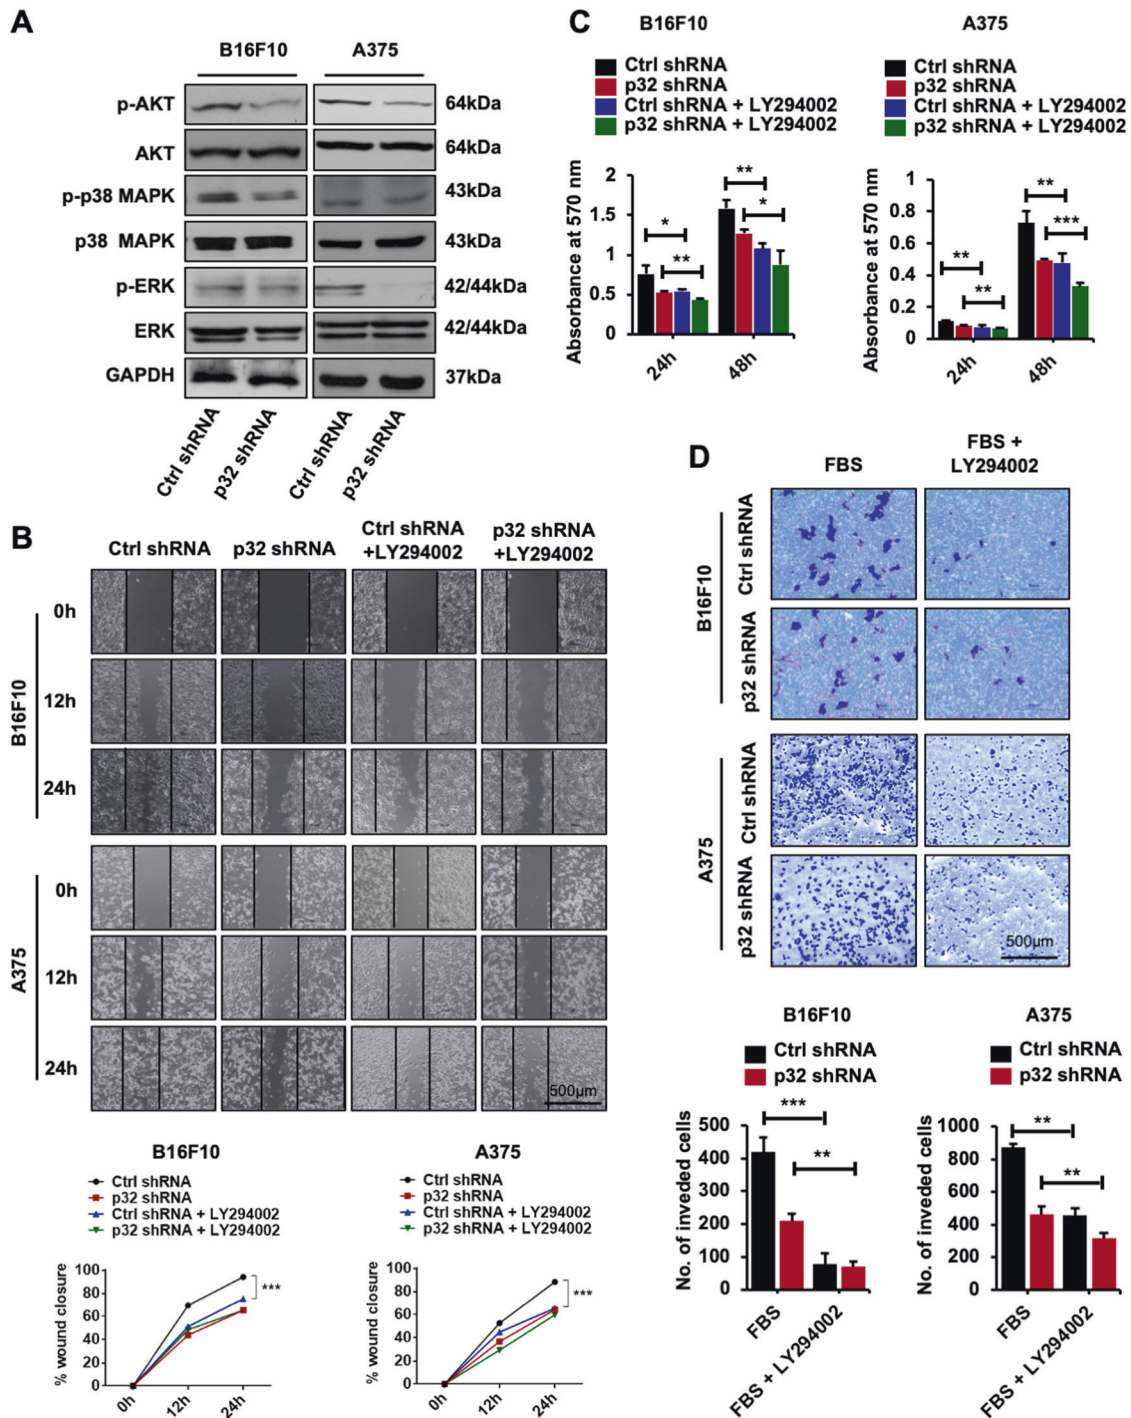 A
B16F10 A375
p-AKT 64kDa
AKT 64kDa
p-p38 MAPK 43kDa
p38 MAPK 43kDa
p-ERK 42/44kDa
ERK 42/44kDa
GAPDH 37kDa
Ctrl shRNA
p32 shRNA
Ctrl shRNA
p32 shRNA
B
Ctrl shRNA p32 shRNA Ctrl shRNA +LY294002 p32 shRNA +LY294002
B16F10
0h
12h
24h
A375
0h
12h
24h
500µm
B16F10
Ctrl shRNA
p32 shRNA
Ctrl shRNA + LY294002
p32 shRNA + LY294002
% wound closure
100
80
60
40
20
0
***
0h 12h 24h
A375
Ctrl shRNA
p32 shRNA
Ctrl shRNA + LY294002
p32 shRNA + LY294002
% wound closure
100
80
60
40
20
0
***
0h 12h 24h
C
B16F10
Ctrl shRNA
p32 shRNA
Ctrl shRNA + LY294002
p32 shRNA + LY294002
Absorbance at 570 nm
2
1.5
1
0.5
0
* ** ** *
24h 48h
A375
Ctrl shRNA
p32 shRNA
Ctrl shRNA + LY294002
p32 shRNA + LY294002
Absorbance at 570 nm
1
0.8
0.6
0.4
0.2
0
** ** ** ***
24h 48h
D
FBS FBS + LY294002
B16F10
Ctrl shRNA
p32 shRNA
A375
Ctrl shRNA
p32 shRNA
500µm
B16F10
Ctrl shRNA
p32 shRNA
No. of inveded cells
500
400
300
200
100
0
*** **
FBS
FBS + LY294002
A375
Ctrl shRNA
p32 shRNA
No. of inveded cells
1000
800
600
400
200
0
** **
FBS
FBS + LY294002